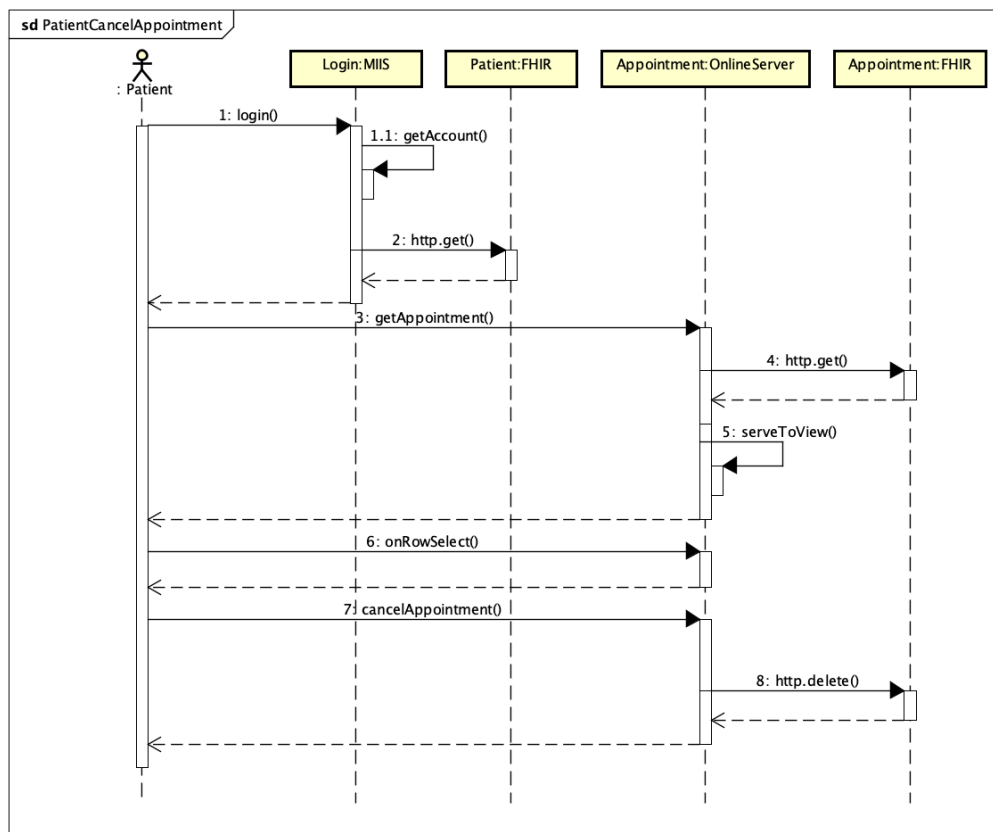 sd PatientCancelAppointment
: Patient
Login:MIIS
Patient:FHIR
Appointment:OnlineServer
Appointment:FHIR
1: login()
1.1: getAccount()
2: http.get()
3: getAppointment()
4: http.get()
5: serveToView()
6: onRowSelect()
7: cancelAppointment()
8: http.delete()